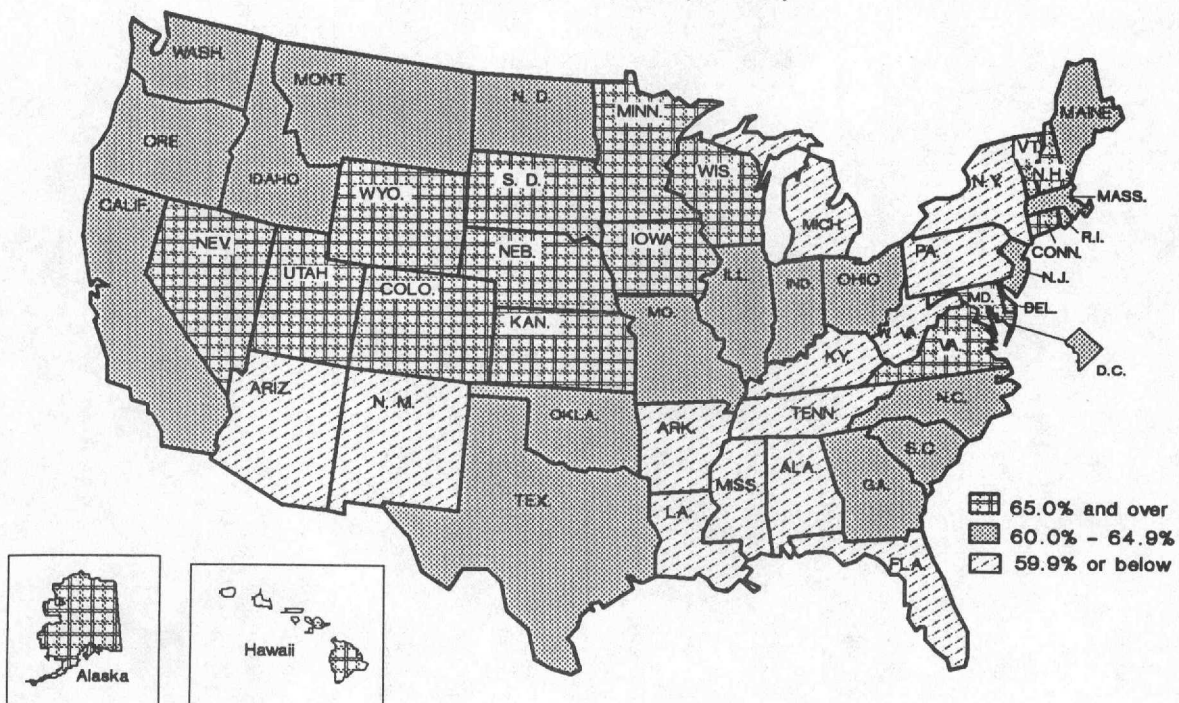 WASH.
MONT.
N. D.
MINN.
MAINE
ORE.
IDAHO
WYO.
S. D.
WIS.
MICH.
N.Y.
VT.
N.H.
MASS.
R.I.
CONN.
N.J.
CALIF.
NEV.
UTAH
COLO.
NEB.
IOWA
ILL.
IND.
OHIO
PA.
MD.
DEL.
D.C.
KAN.
MO.
KY.
W. VA.
VA.
ARIZ.
N. M.
OKLA.
ARK.
TENN.
N.C.
S.C.
TEX.
LA.
MISS.
ALA.
GA.
FLA.
65.0% and over
60.0% - 64.9%
59.9% or below
Alaska
Hawaii